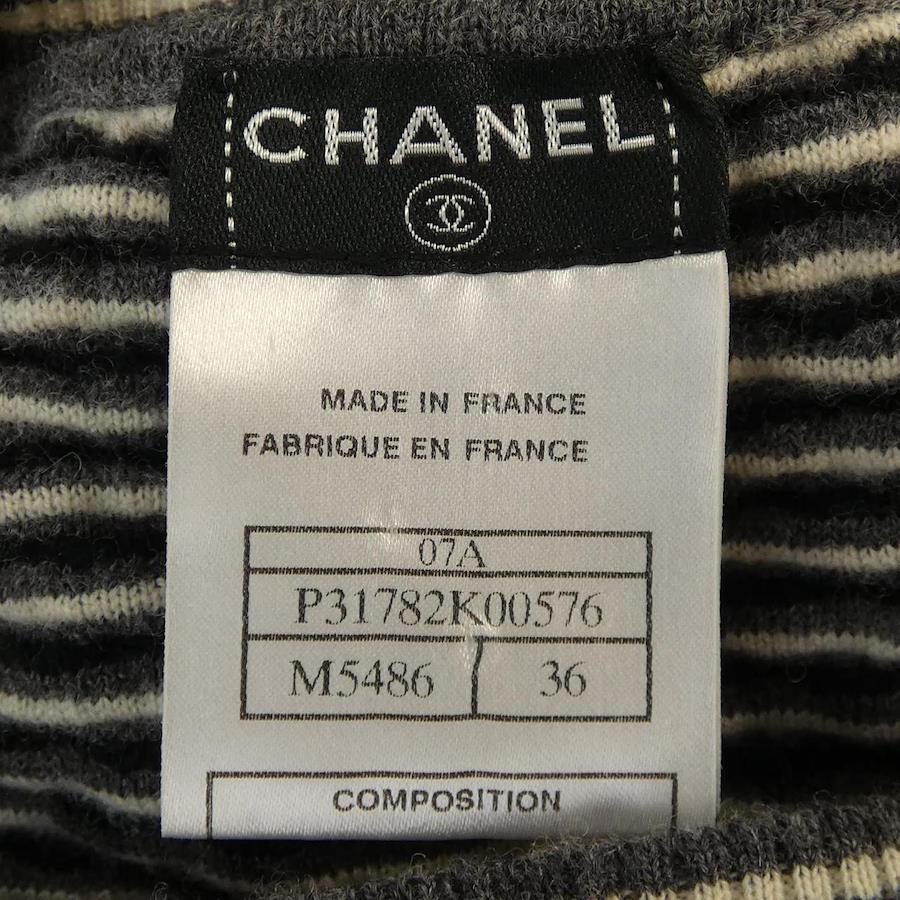 CHANEL
MADE IN FRANCE
FABRIQUE EN FRANCE
07A
P31782K00576
M5486 36
COMPOSITION